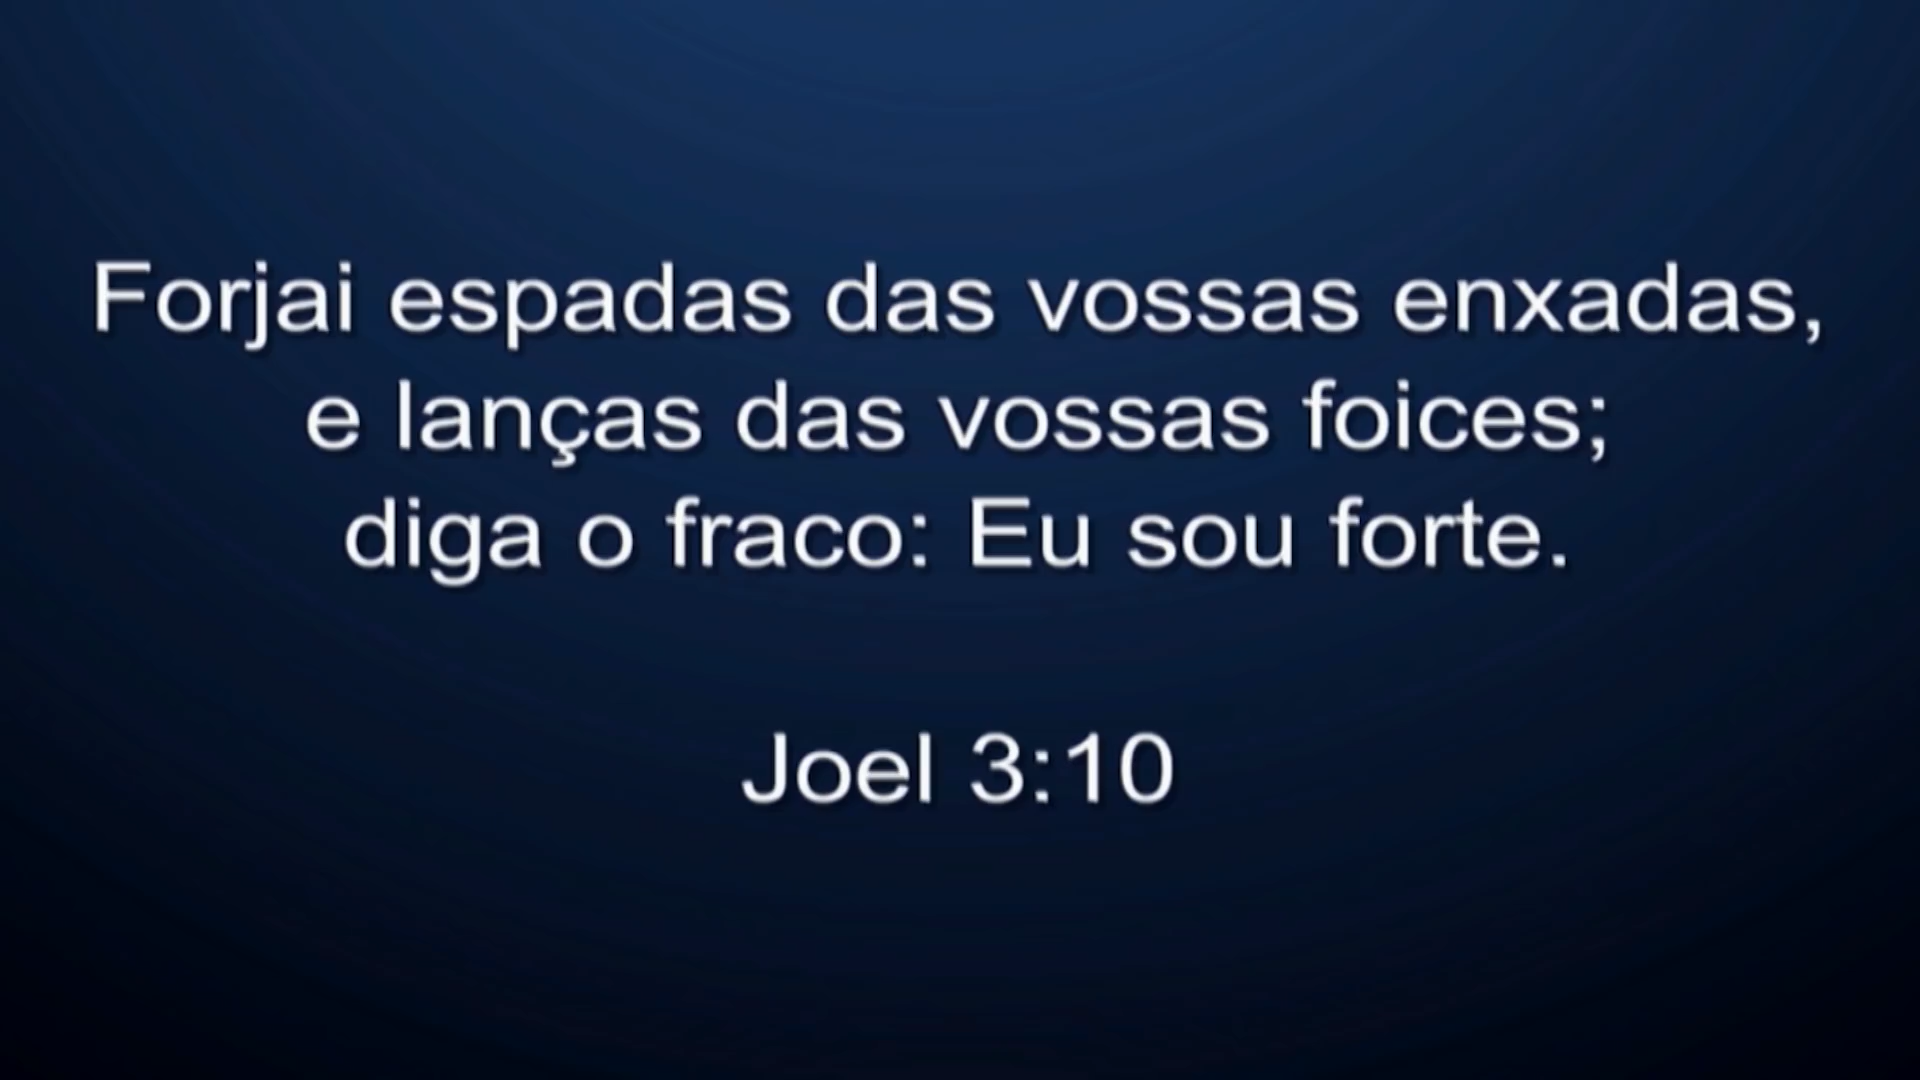 Forjai espadas das vossas enxadas,
e lanças das vossas foices;
diga o fraco: Eu sou forte.
Joel 3:10